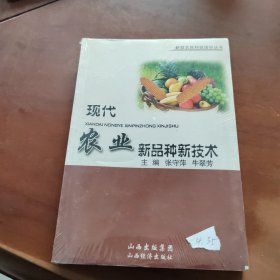 现代
XIANDAI NONGYE XINPINZHONG XINJISHU
农业 新品种新技术
主编 张守萍 牛翠芳
山西出版集团
山西经济出版社